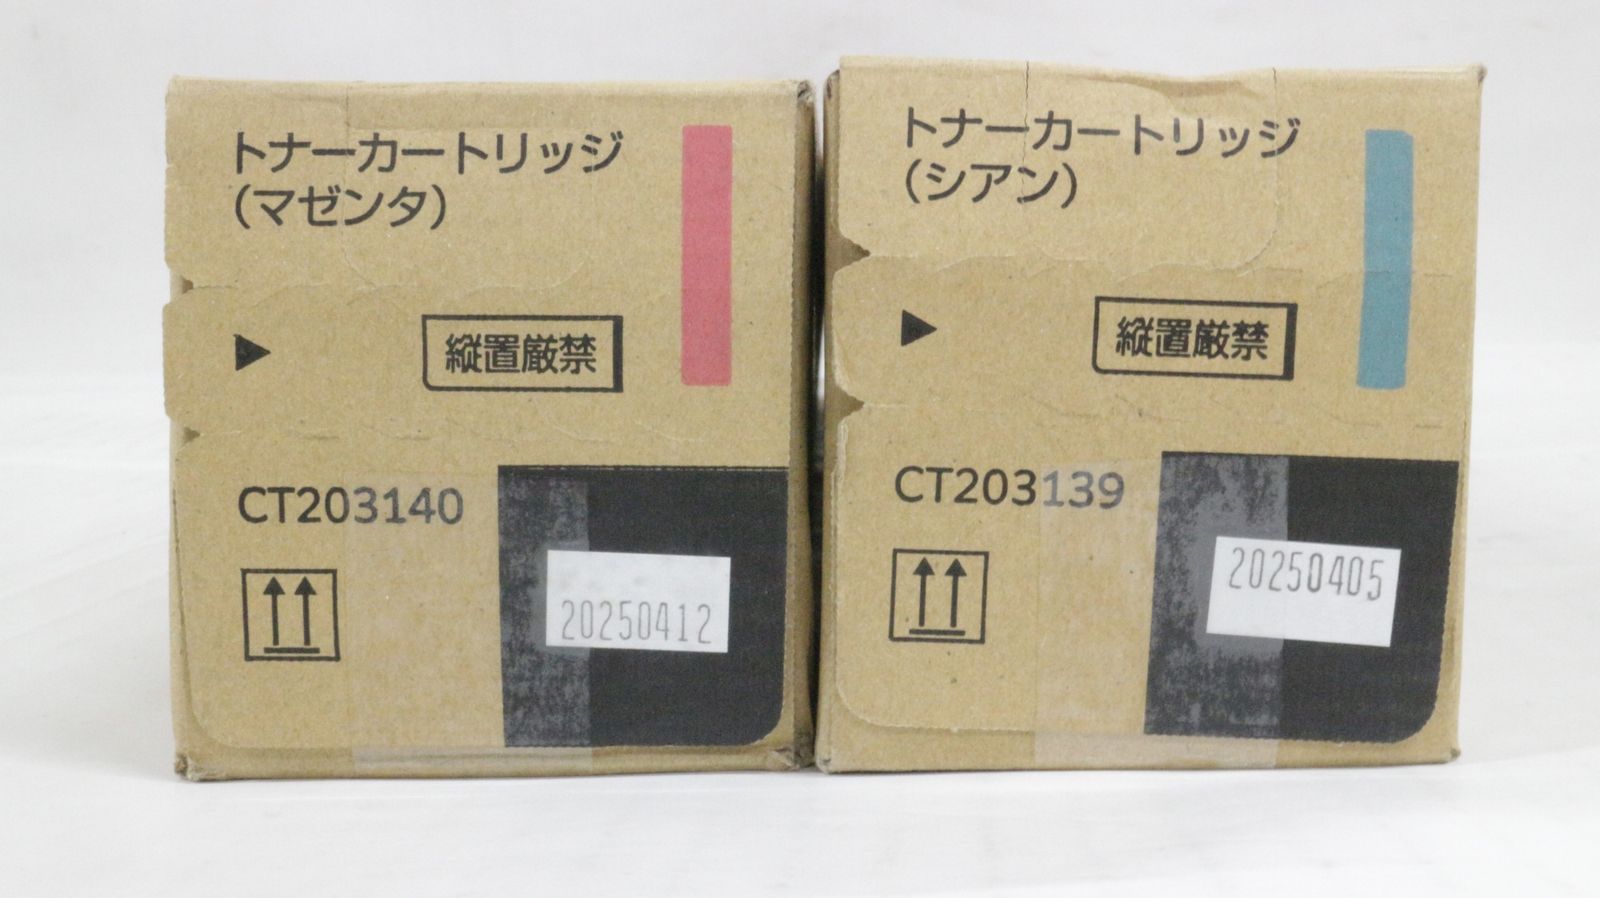 トナーカートリッジ
(マゼンタ)
縦置厳禁
CT203140
20250412
トナーカートリッジ
(シアン)
縦置厳禁
CT203139
20250405